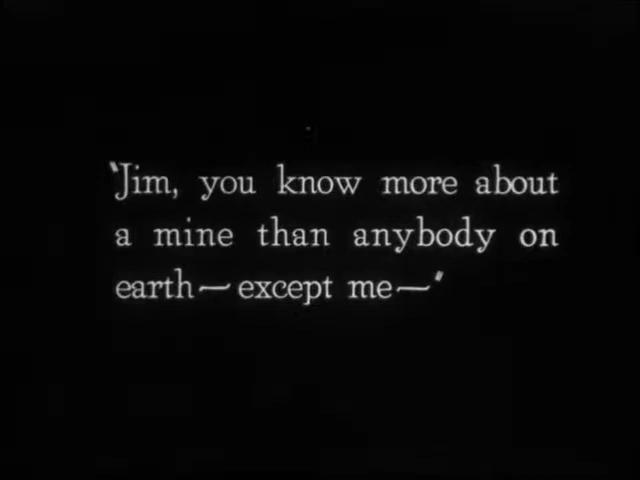 "Jim, you know more about
a mine than anybody on
earth—except me—"